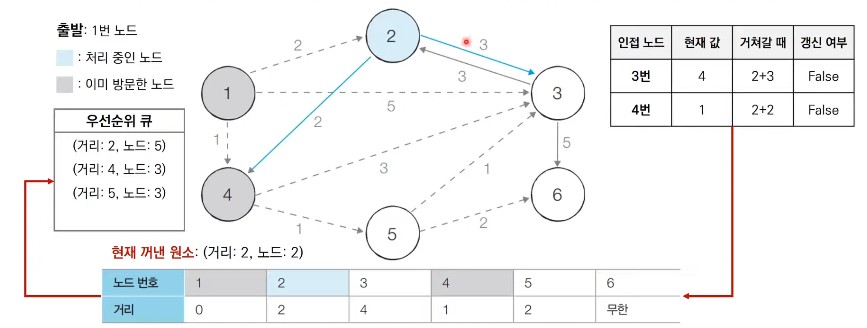 출발: 1번 노드
: 처리 중인 노드
: 이미 방문한 노드
우선순위 큐
(거리: 2, 노드: 5)
(거리: 4, 노드: 3)
(거리: 5, 노드: 3)
2
2
3
3
1
5
3
1
2
5
4
3
1
6
1
5
2
인접 노드 현재 값 거쳐갈 때 갱신 여부
3번 4 2+3 False
4번 1 2+2 False
현재 꺼낸 원소: (거리: 2, 노드: 2)
노드 번호 1 2 3 4 5 6
거리 0 2 4 1 2 무한